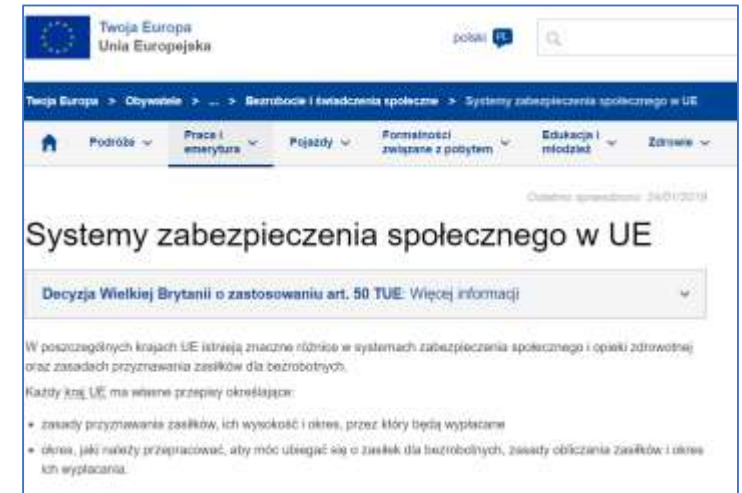 Twoja Europa
Unia Europejska
polski PL
Twoja Europa > Obywatele > ... > Bezrobocie i świadczenia społeczne > Systemy zabezpieczenia społecznego w UE
Podróże
Praca i
emerytura
Pojazdy
Formalności
związane z pobytem
Edukacja i
młodzież
Zdrowie
Ostatnio sprawdzono: 24/01/2019
Systemy zabezpieczenia społecznego w UE
Decyzja Wielkiej Brytanii o zastosowaniu art. 50 TUE: Więcej informacji
W poszczególnych krajach UE istnieją znaczne różnice w systemach zabezpieczenia społecznego i opieki zdrowotnej
oraz zasadach przyznawania zasiłków dla bezrobotnych.
Każdy kraj UE ma własne przepisy określające:
• zasady przyznawania zasiłków, ich wysokość i okres, przez który będą wypłacane
• okres, jaki należy przepracować, aby móc ubiegać się o zasiłek dla bezrobotnych, zasady obliczania zasiłków i okres
ich wypłacania.